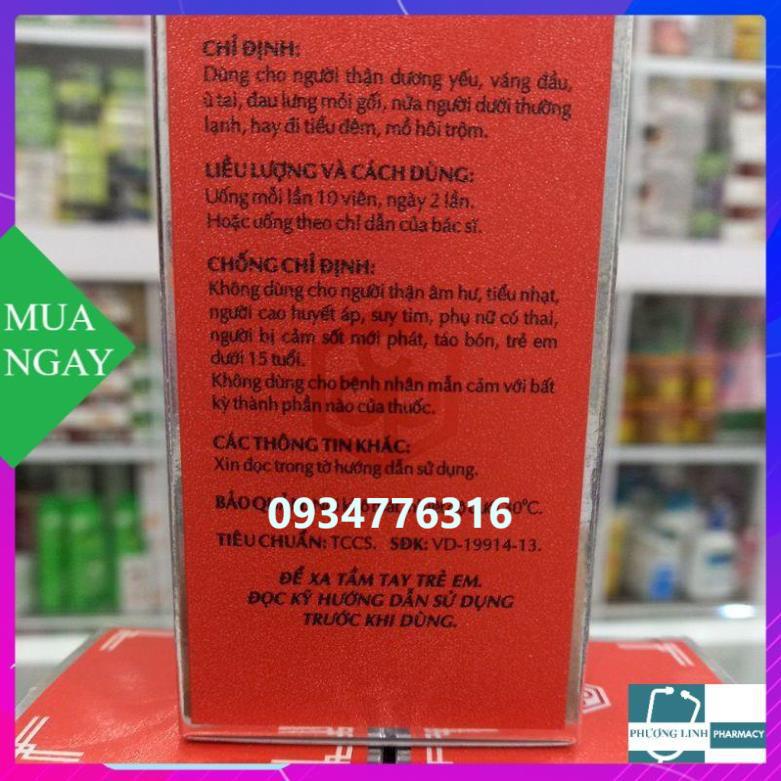 CHỈ ĐỊNH:
Dùng cho người thận dương yếu, váng đầu,
ù tai, đau lưng mỏi gối, nửa người dưới thường
lạnh, hay đi tiểu đêm, mồ hôi trộm.
LIỀU LƯỢNG VÀ CÁCH DÙNG:
Uống mỗi lần 10 viên, ngày 2 lần.
Hoặc uống theo chỉ dẫn của bác sĩ.
CHỐNG CHỈ ĐỊNH:
Không dùng cho người thận âm hư, tiểu nhạt,
người cao huyết áp, suy tim, phụ nữ có thai,
người bị cảm sốt mới phát, táo bón, trẻ em
dưới 15 tuổi.
Không dùng cho bệnh nhân mẫn cảm với bất
kỳ thành phần nào của thuốc.
CÁC THÔNG TIN KHÁC:
Xin đọc trong tờ hướng dẫn sử dụng.
BẢO
0934776316
TIÊU CHUẨN: TCCS. SĐK: VD-19914-13.
ĐỂ XA TẦM TAY TRẺ EM.
ĐỌC KỸ HƯỚNG DẪN SỬ DỤNG
TRƯỚC KHI DÙNG.
MUA
NGAY
PHƯỢNG LINH PHARMACY